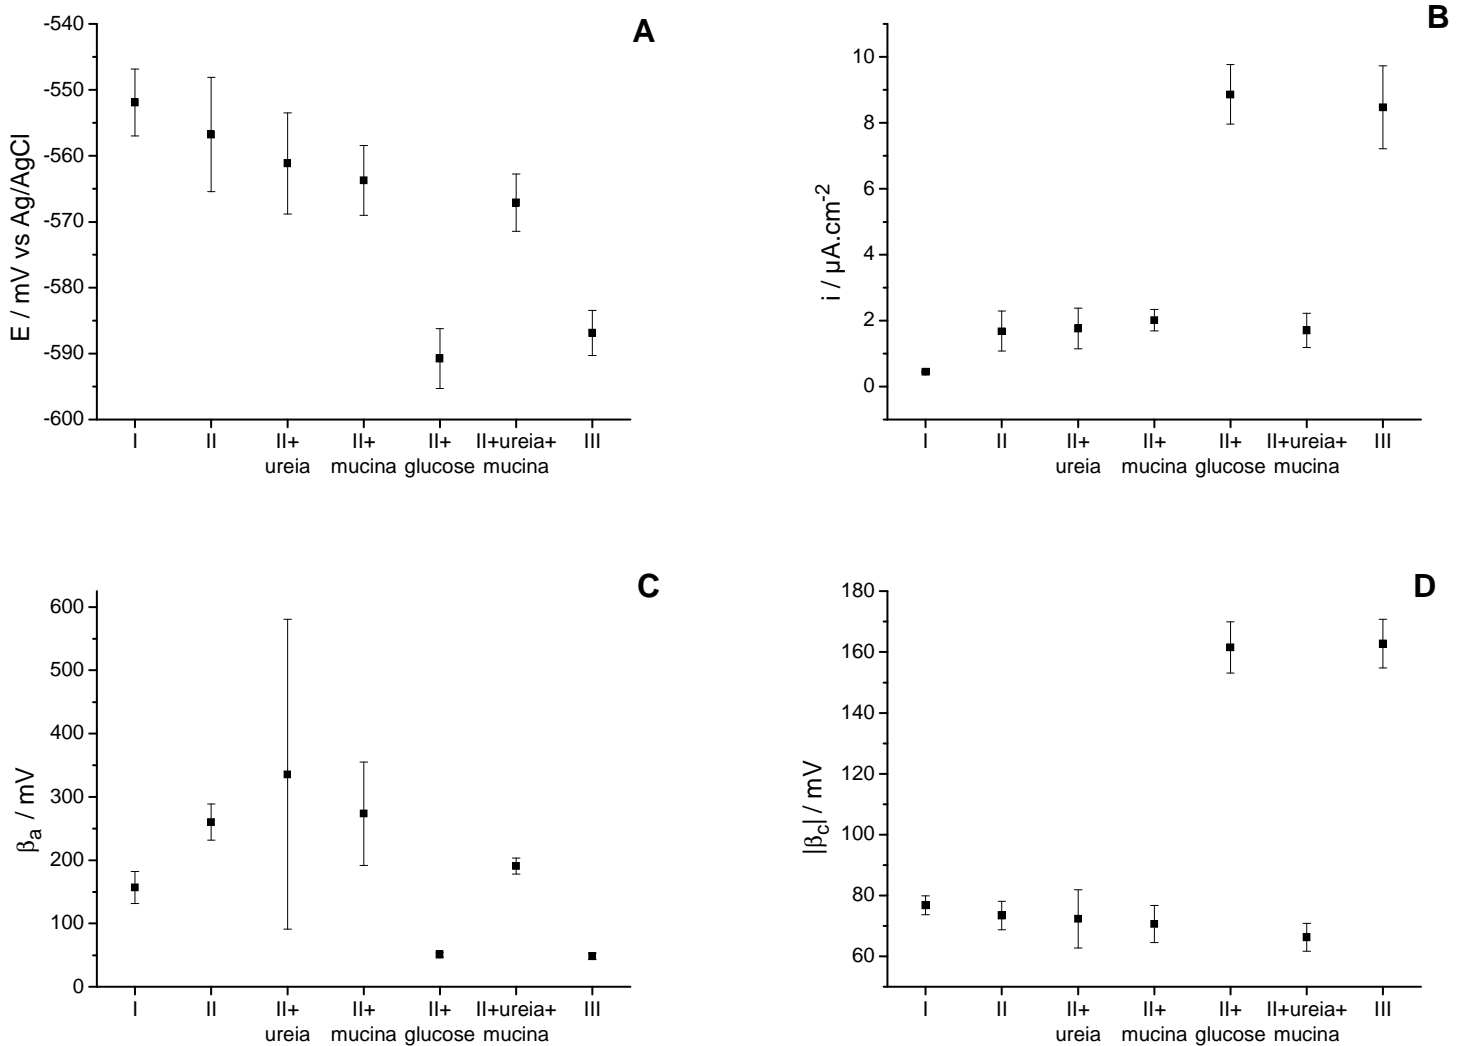 A
E / mV vs Ag/AgCl
-540
-550
-560
-570
-580
-590
-600
I II II+ II+ II+ II+ureia+ III
ureia mucina glucose mucina
B
i / µA.cm-2
10
8
6
4
2
0
I II II+ II+ II+ II+ureia+ III
ureia mucina glucose mucina
C
βa / mV
600
500
400
300
200
100
0
I II II+ II+ II+ II+ureia+ III
ureia mucina glucose mucina
D
|βc| / mV
180
160
140
120
100
80
60
I II II+ II+ II+ II+ureia+ III
ureia mucina glucose mucina